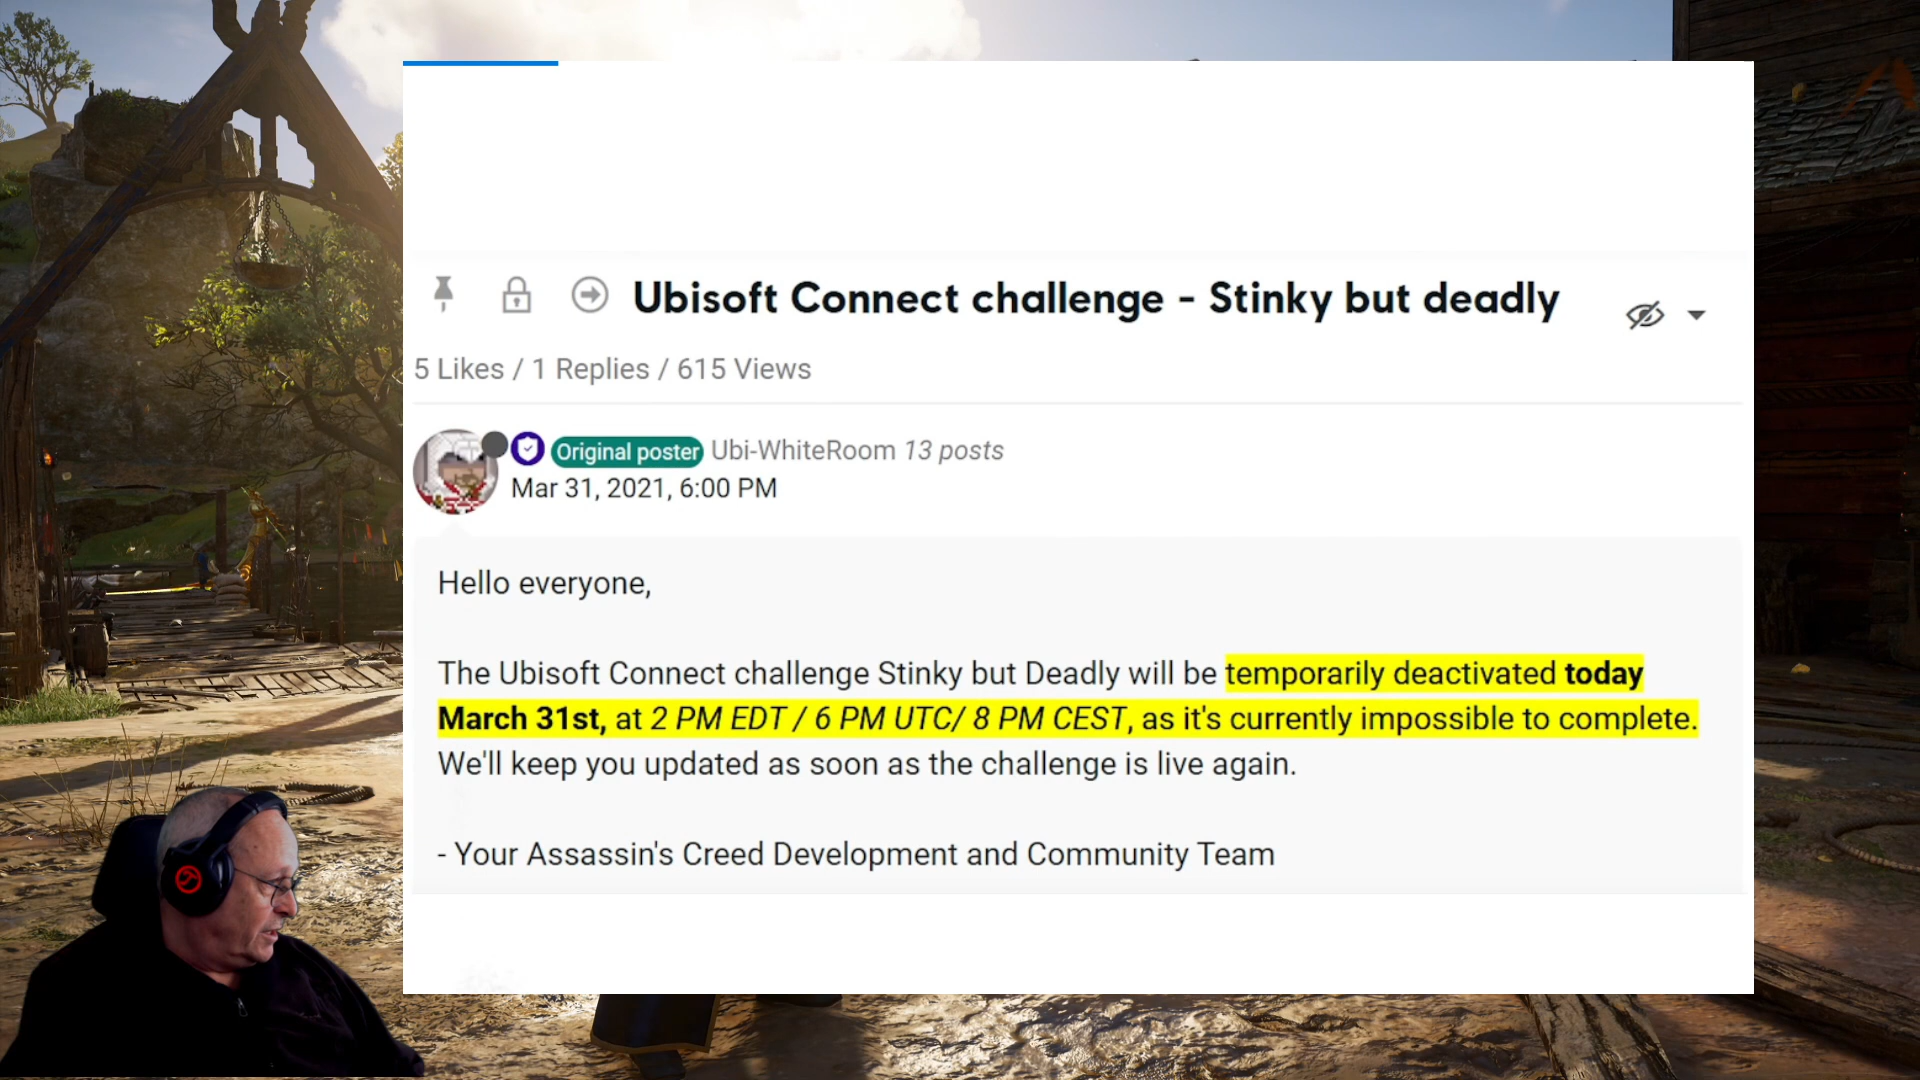 Ubisoft Connect challenge - Stinky but deadly
5 Likes / 1 Replies / 615 Views
Original poster Ubi-WhiteRoom 13 posts
Mar 31, 2021, 6:00 PM
Hello everyone,
The Ubisoft Connect challenge Stinky but Deadly will be temporarily deactivated today
March 31st, at 2 PM EDT / 6 PM UTC/ 8 PM CEST, as it's currently impossible to complete.
We'll keep you updated as soon as the challenge is live again.
- Your Assassin's Creed Development and Community Team